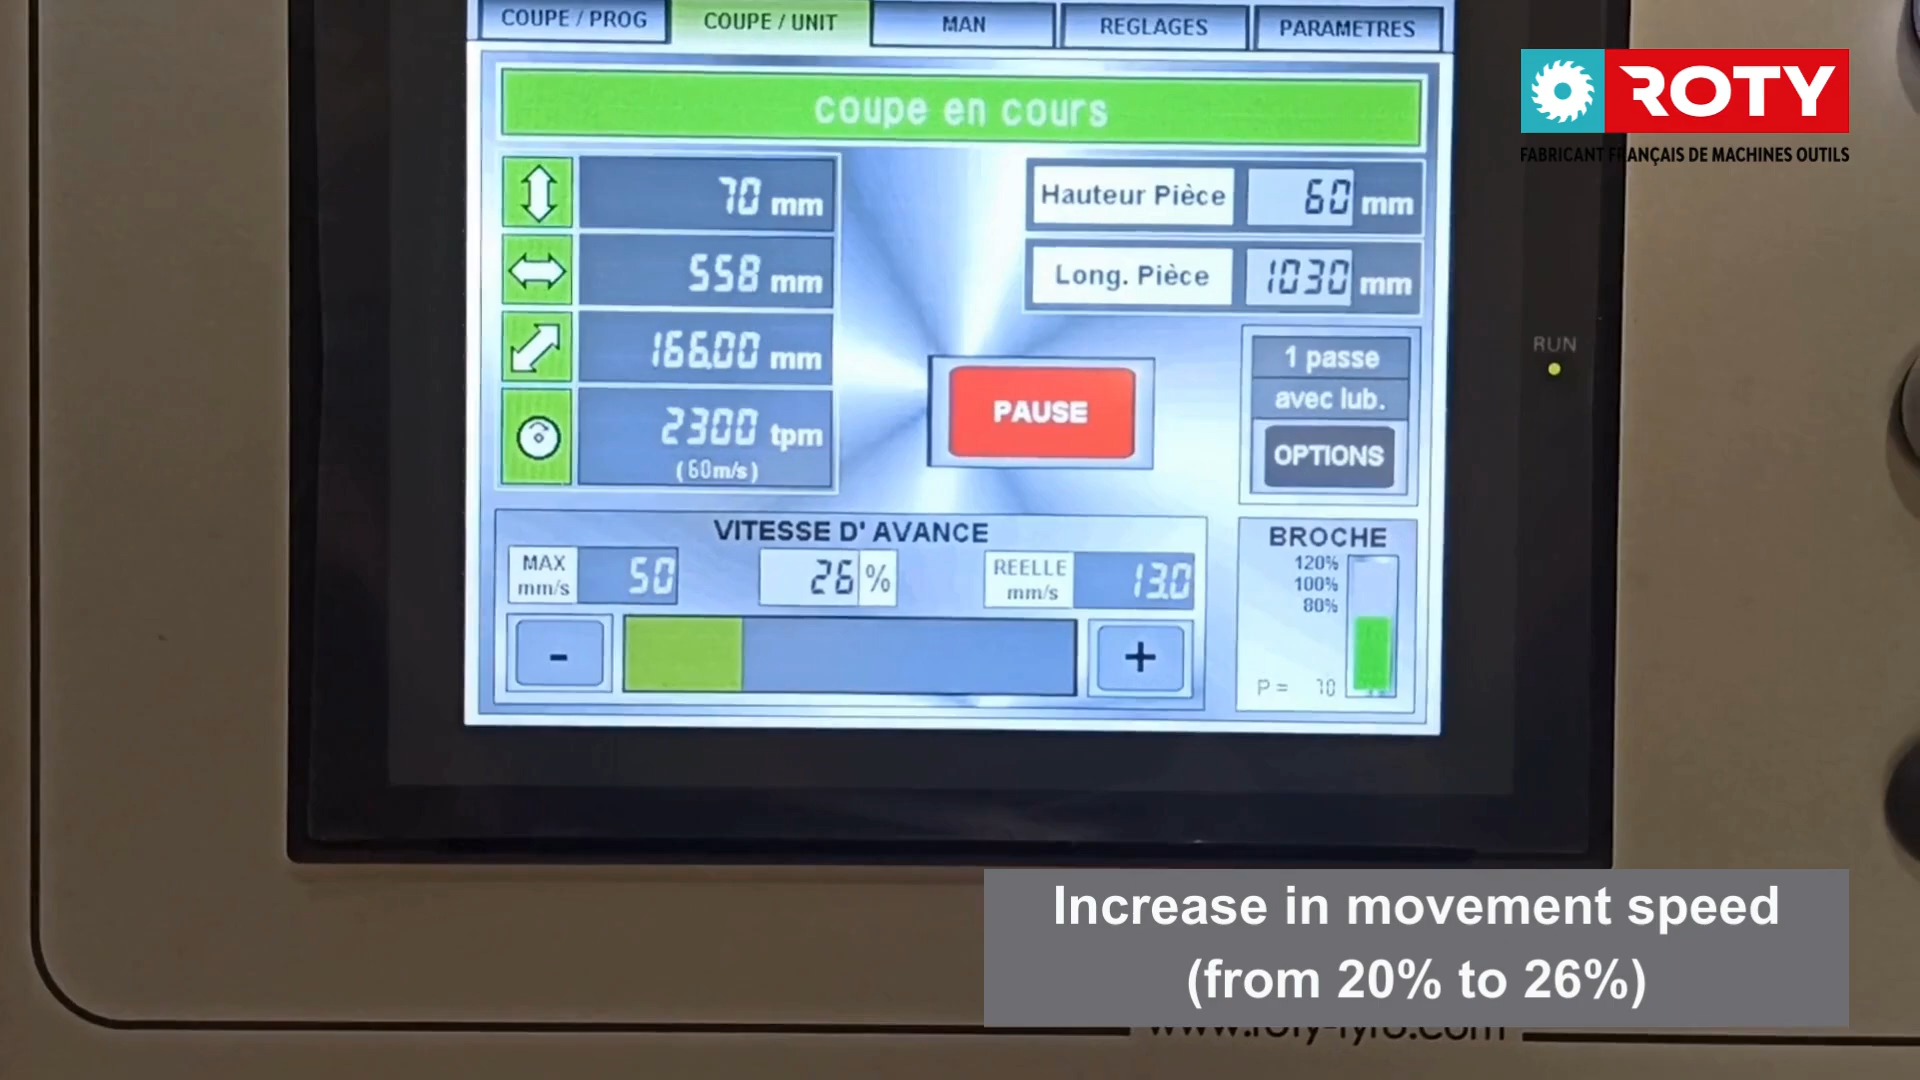 COUPE / PROG
COUPE / UNIT
MAN
REGLAGES
PARAMETRES
ROTY
FABRICANT FRANÇAIS DE MACHINES OUTILS
coupe en cours
70 mm
Hauteur Pièce 60 mm
558 mm
Long. Pièce 1030 mm
166.00 mm
1 passe
avec lub.
OPTIONS
PAUSE
2300 tpm
(60m/s)
RUN
VITESSE D' AVANCE
MAX
mm/s
50
26 %
REELLE
mm/s
13.0
- +
BROCHE
120%
100%
80%
P = 70
Increase in movement speed
(from 20% to 26%)
www.roty-tyro.com